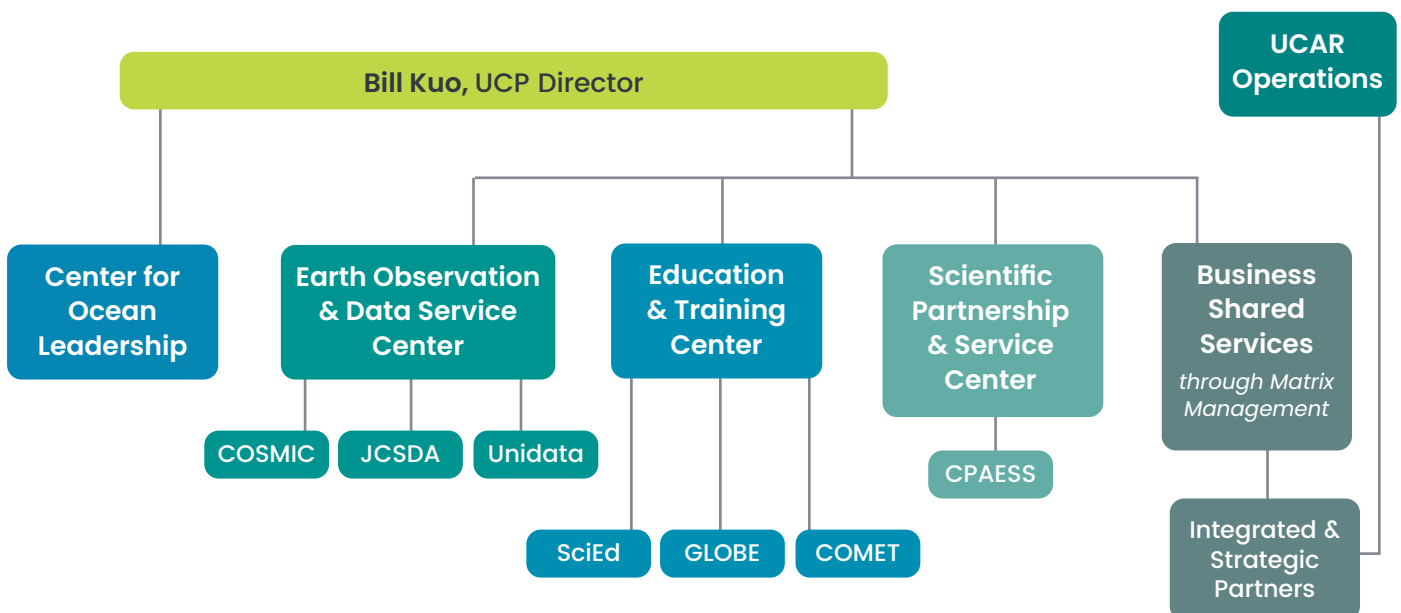 UCAR
Operations
Bill Kuo, UCP Director
Center for
Ocean
Leadership
Earth Observation
& Data Service
Center
Education
& Training
Center
Scientific
Partnership
& Service
Center
Business
Shared
Services
through Matrix
Management
COSMIC
JCSDA
Unidata
CPAESS
SciEd
GLOBE
COMET
Integrated &
Strategic
Partners